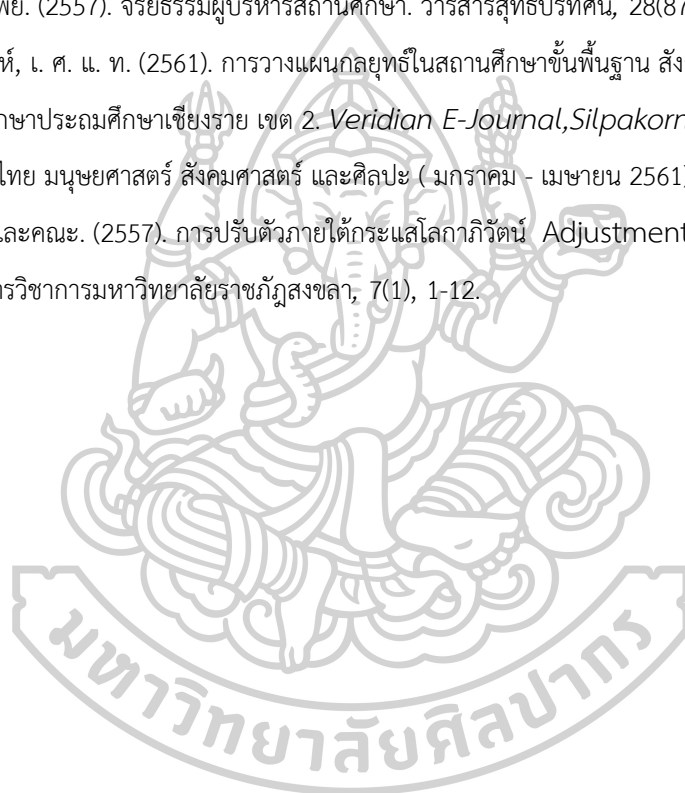 พย์. (2557). จริยธรรมผู้บริหารสถานศึกษา. วารสารสุทธิปริทัศน์, 28(87
ห์, เ. ศ. แ. ท. (2561). การวางแผนกลยุทธ์ในสถานศึกษาขั้นพื้นฐาน สัง
กษาประถมศึกษาเชียงราย เขต 2. Veridian E-Journal,Silpakorn
ไทย มนุษยศาสตร์ สังคมศาสตร์ และศิลปะ ( มกราคม - เมษายน 2561)
และคณะ. (2557). การปรับตัวภายใต้กระแสโลกาภิวัตน์ Adjustment
ารวิชาการมหาวิทยาลัยราชภัฏสงขลา, 7(1), 1-12.
มหาวิทยาลัยศิลปากร